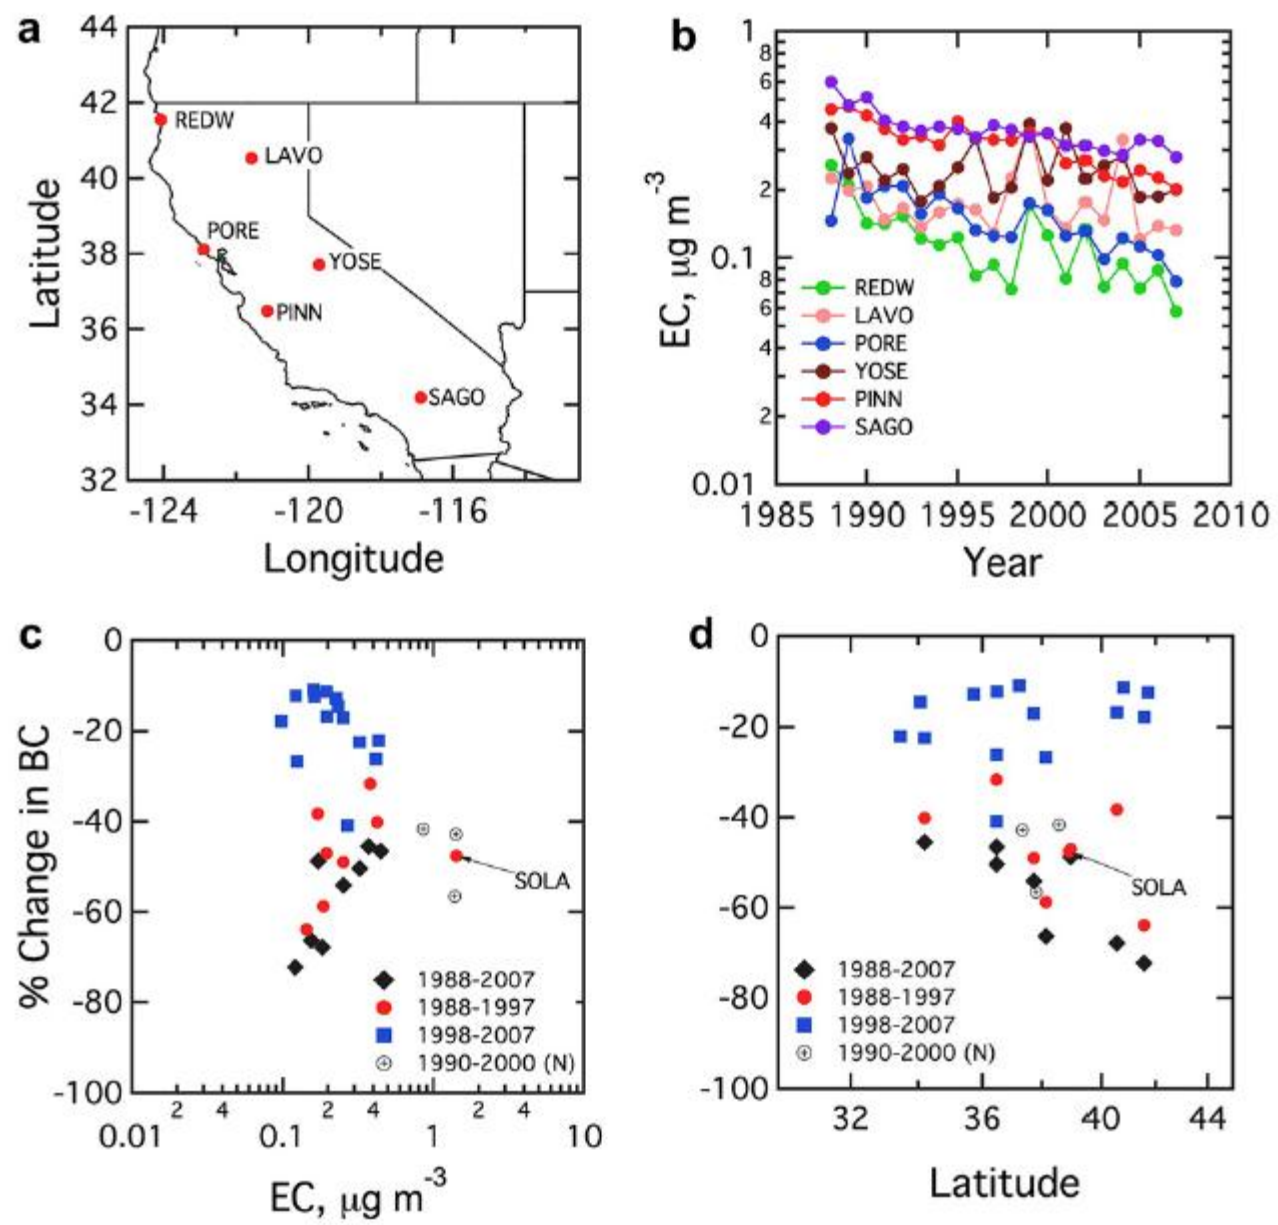 a
44
42
40
38
36
34
32
Latitude
REDW
LAVO
PORE
YOSE
PINN
SAGO
-124 -120 -116
Longitude
b
1
8
6
4
2
0.1
8
6
4
2
0.01
EC, μg m-3
REDW
LAVO
PORE
YOSE
PINN
SAGO
1985 1990 1995 2000 2005 2010
Year
c
0
-20
-40
-60
-80
-100
% Change in BC
SOLA
1988-2007
1988-1997
1998-2007
1990-2000 (N)
2 4 2 4 2 4
0.01 0.1 1 10
EC, μg m-3
d
0
-20
-40
-60
-80
-100
SOLA
1988-2007
1988-1997
1998-2007
1990-2000 (N)
32 36 40 44
Latitude